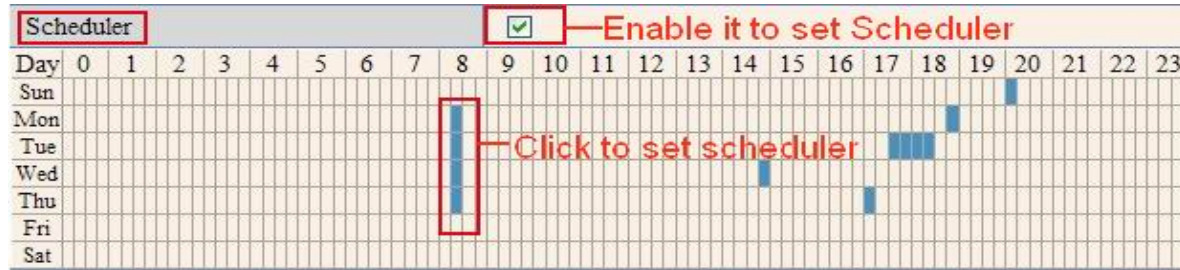 Scheduler Enable it to set Scheduler
Day 0 1 2 3 4 5 6 7 8 9 10 11 12 13 14 15 16 17 18 19 20 21 22 23
Sun
Mon
Tue Click to set scheduler
Wed
Thu
Fri
Sat